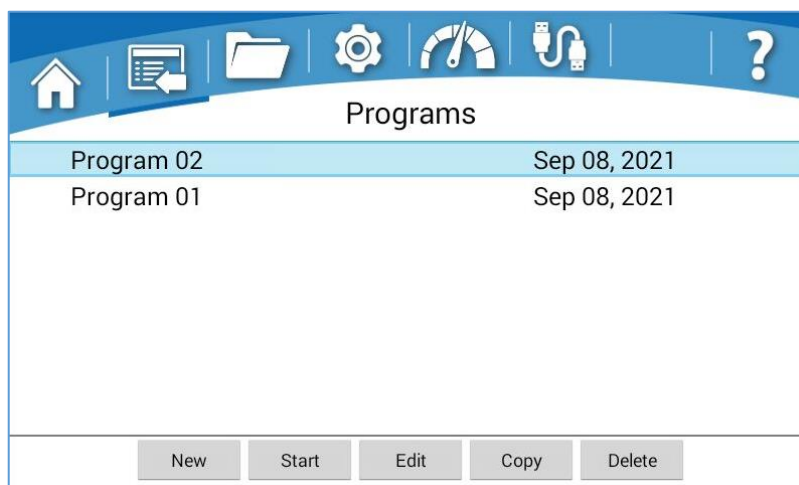 Programs
Program 02 Sep 08, 2021
Program 01 Sep 08, 2021
New Start Edit Copy Delete